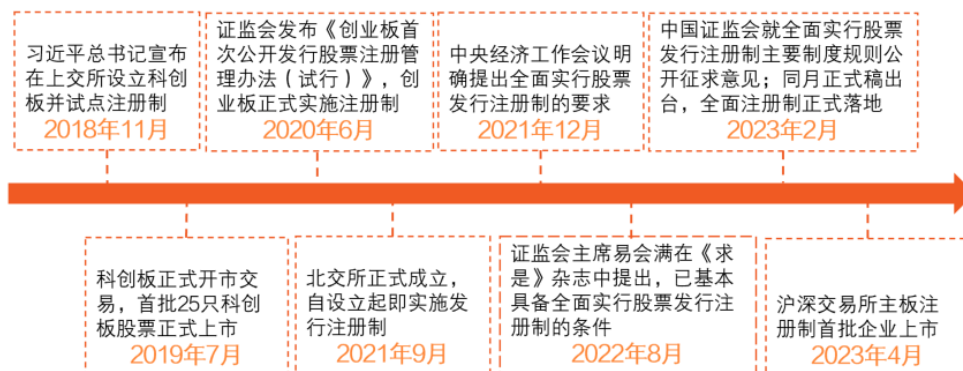 习近平总书记宣布
在上交所设立科创
板并试点注册制
2018年11月
证监会发布《创业板首
次公开发行股票注册管
理办法（试行）》，创
业板正式实施注册制
2020年6月
中央经济工作会议明
确提出全面实行股票
发行注册制的要求
2021年12月
中国证监会就全面实行股票
发行注册制主要制度规则公
开征求意见；同月正式稿出
台，全面注册制正式落地
2023年2月
科创板正式开市交
易，首批25只科创
板股票正式上市
2019年7月
北交所正式成立，
自设立起即实施发
行注册制
2021年9月
证监会主席易会满在《求
是》杂志中提出，已基本
具备全面实行股票发行注
册制的条件
2022年8月
沪深交易所主板注
册制首批企业上市
2023年4月